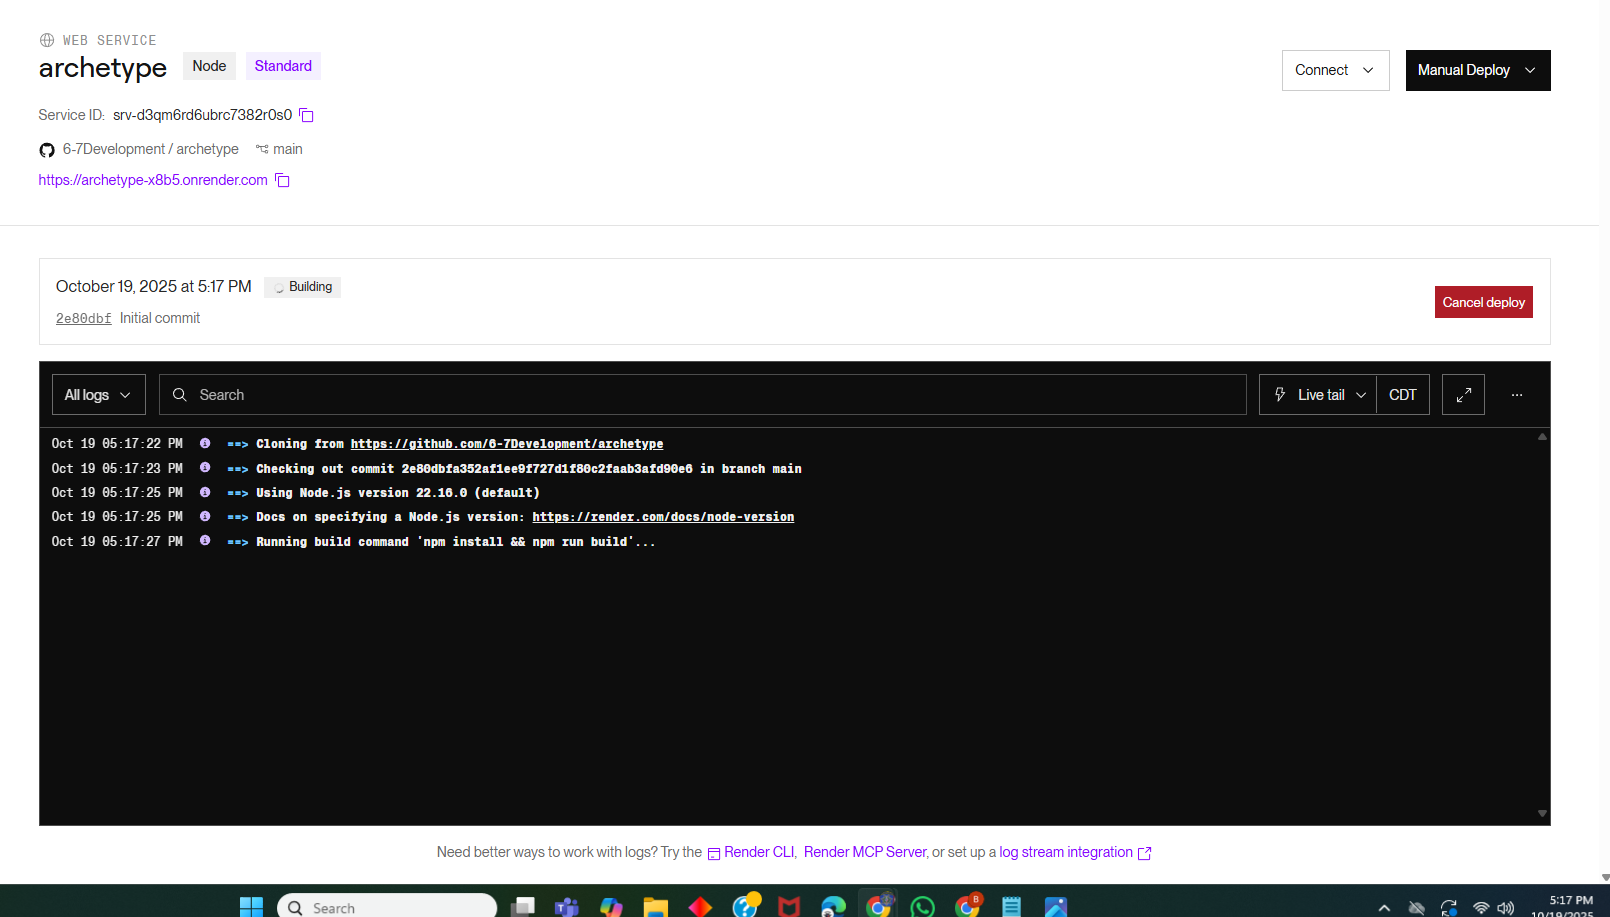 WEB SERVICE
archetype Node Standard
Connect Manual Deploy
Service ID: srv-d3qm6rd6ubrc7382r0s0
6-7Development / archetype main
https://archetype-x8b5.onrender.com
October 19, 2025 at 5:17 PM Building
2e80dbf Initial commit
Cancel deploy
All logs Search Live tail CDT ...
Oct 19 05:17:22 PM ==> Cloning from https://github.com/6-7Development/archetype
Oct 19 05:17:23 PM ==> Checking out commit 2e80dbfa352af1ee9f727d1f80c2faab3afd90e6 in branch main
Oct 19 05:17:25 PM ==> Using Node.js version 22.16.0 (default)
Oct 19 05:17:25 PM ==> Docs on specifying a Node.js version: https://render.com/docs/node-version
Oct 19 05:17:27 PM ==> Running build command 'npm install && npm run build'...
Need better ways to work with logs? Try the Render CLI, Render MCP Server, or set up a log stream integration
Search
5:17 PM
10/19/2025